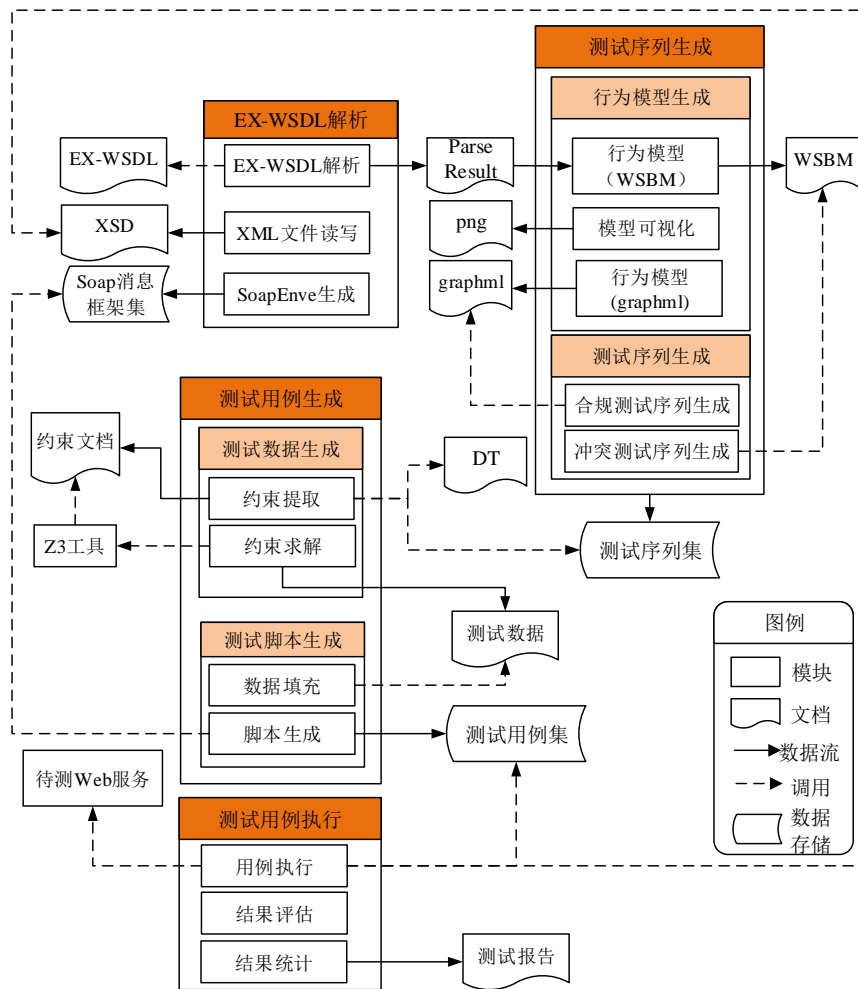 测试序列生成
行为模型生成
EX-WSDL解析
EX-WSDL
EX-WSDL解析
Parse
Result
行为模型
（WSBM）
WSBM
XSD
XML文件读写
png
模型可视化
Soap消息
框架集
SoapEnve生成
graphml
行为模型
(graphml)
测试序列生成
合规测试序列生成
冲突测试序列生成
测试用例生成
约束文档
测试数据生成
DT
约束提取
Z3工具
约束求解
测试序列集
测试数据
测试脚本生成
数据填充
脚本生成
测试用例集
图例
模块
文档
数据流
调用
数据
存储
待测Web服务
测试用例执行
用例执行
结果评估
结果统计
测试报告